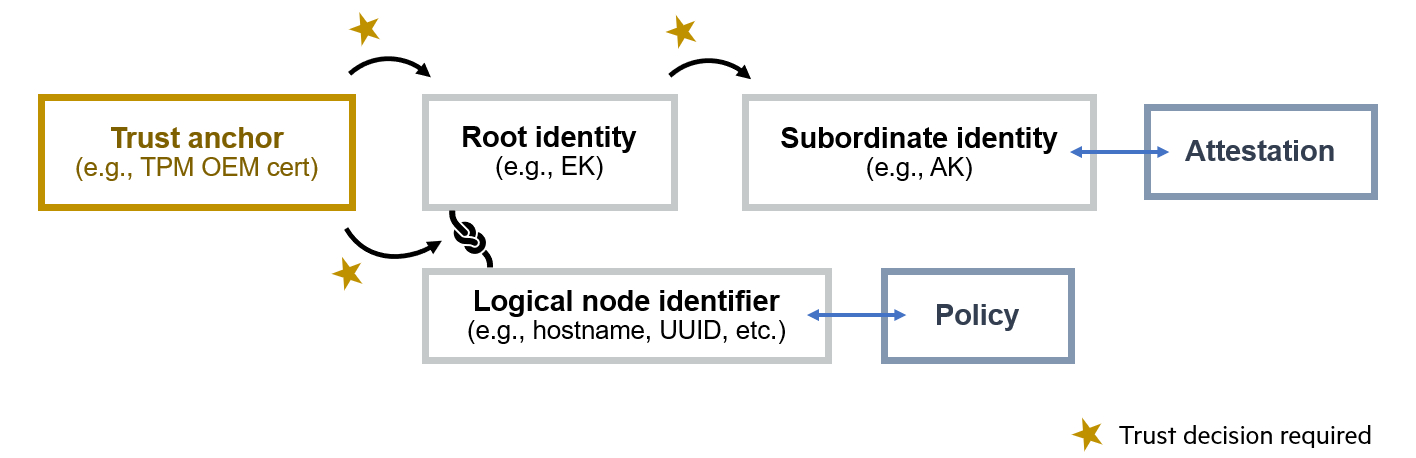 Trust anchor
(e.g., TPM OEM cert)
Root identity
(e.g., EK)
Subordinate identity
(e.g., AK)
Attestation
Logical node identifier
(e.g., hostname, UUID, etc.)
Policy
Trust decision required